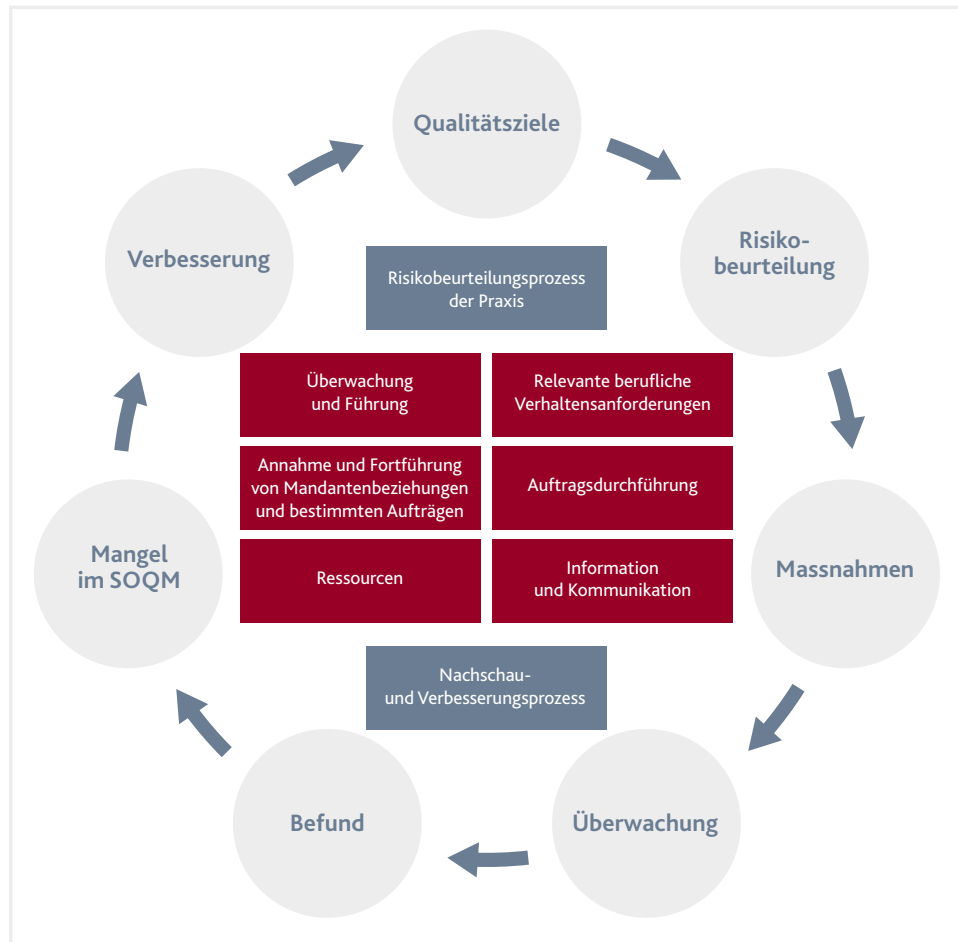 Qualitätsziele
Risiko-
beurteilung
Massnahmen
Überwachung
Befund
Mangel
im SOQM
Verbesserung
Risikobeurteilungsprozess
der Praxis
Überwachung
und Führung
Relevante berufliche
Verhaltensanforderungen
Annahme und Fortführung
von Mandantenbeziehungen
und bestimmten Aufträgen
Auftragsdurchführung
Ressourcen
Information
und Kommunikation
Nachschau-
und Verbesserungsprozess